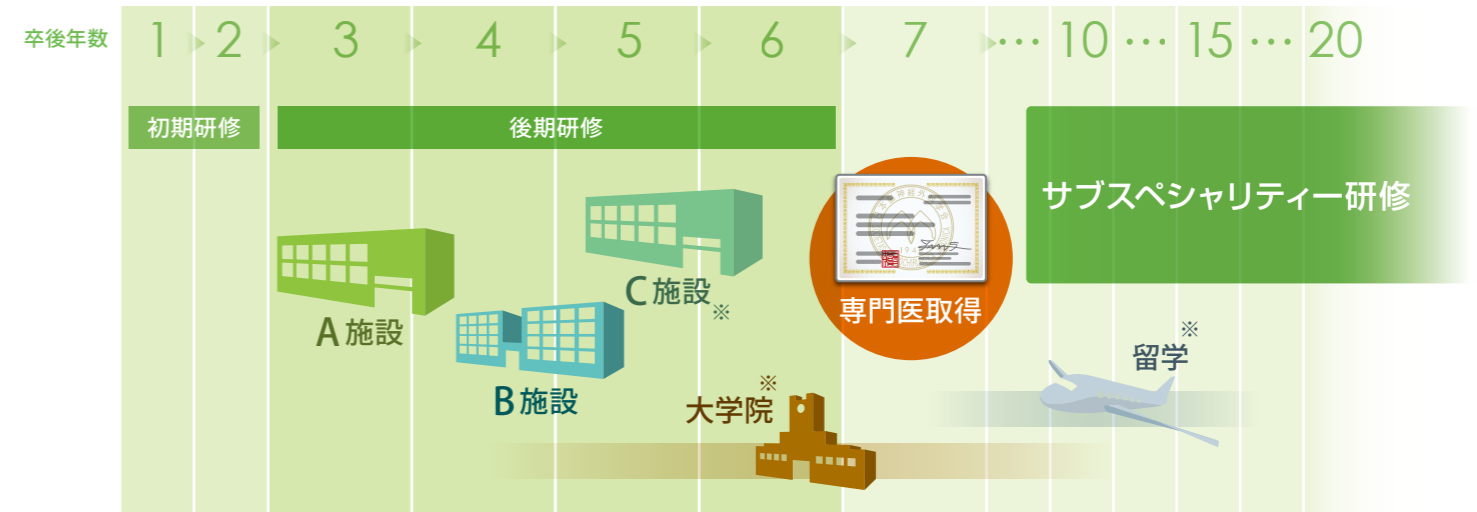 卒後年数 1 2 3 4 5 6 7 … 10 … 15 … 20
初期研修 後期研修
サブスペシャリティー研修
A施設
B施設
C施設※
専門医取得
大学院※
留学※